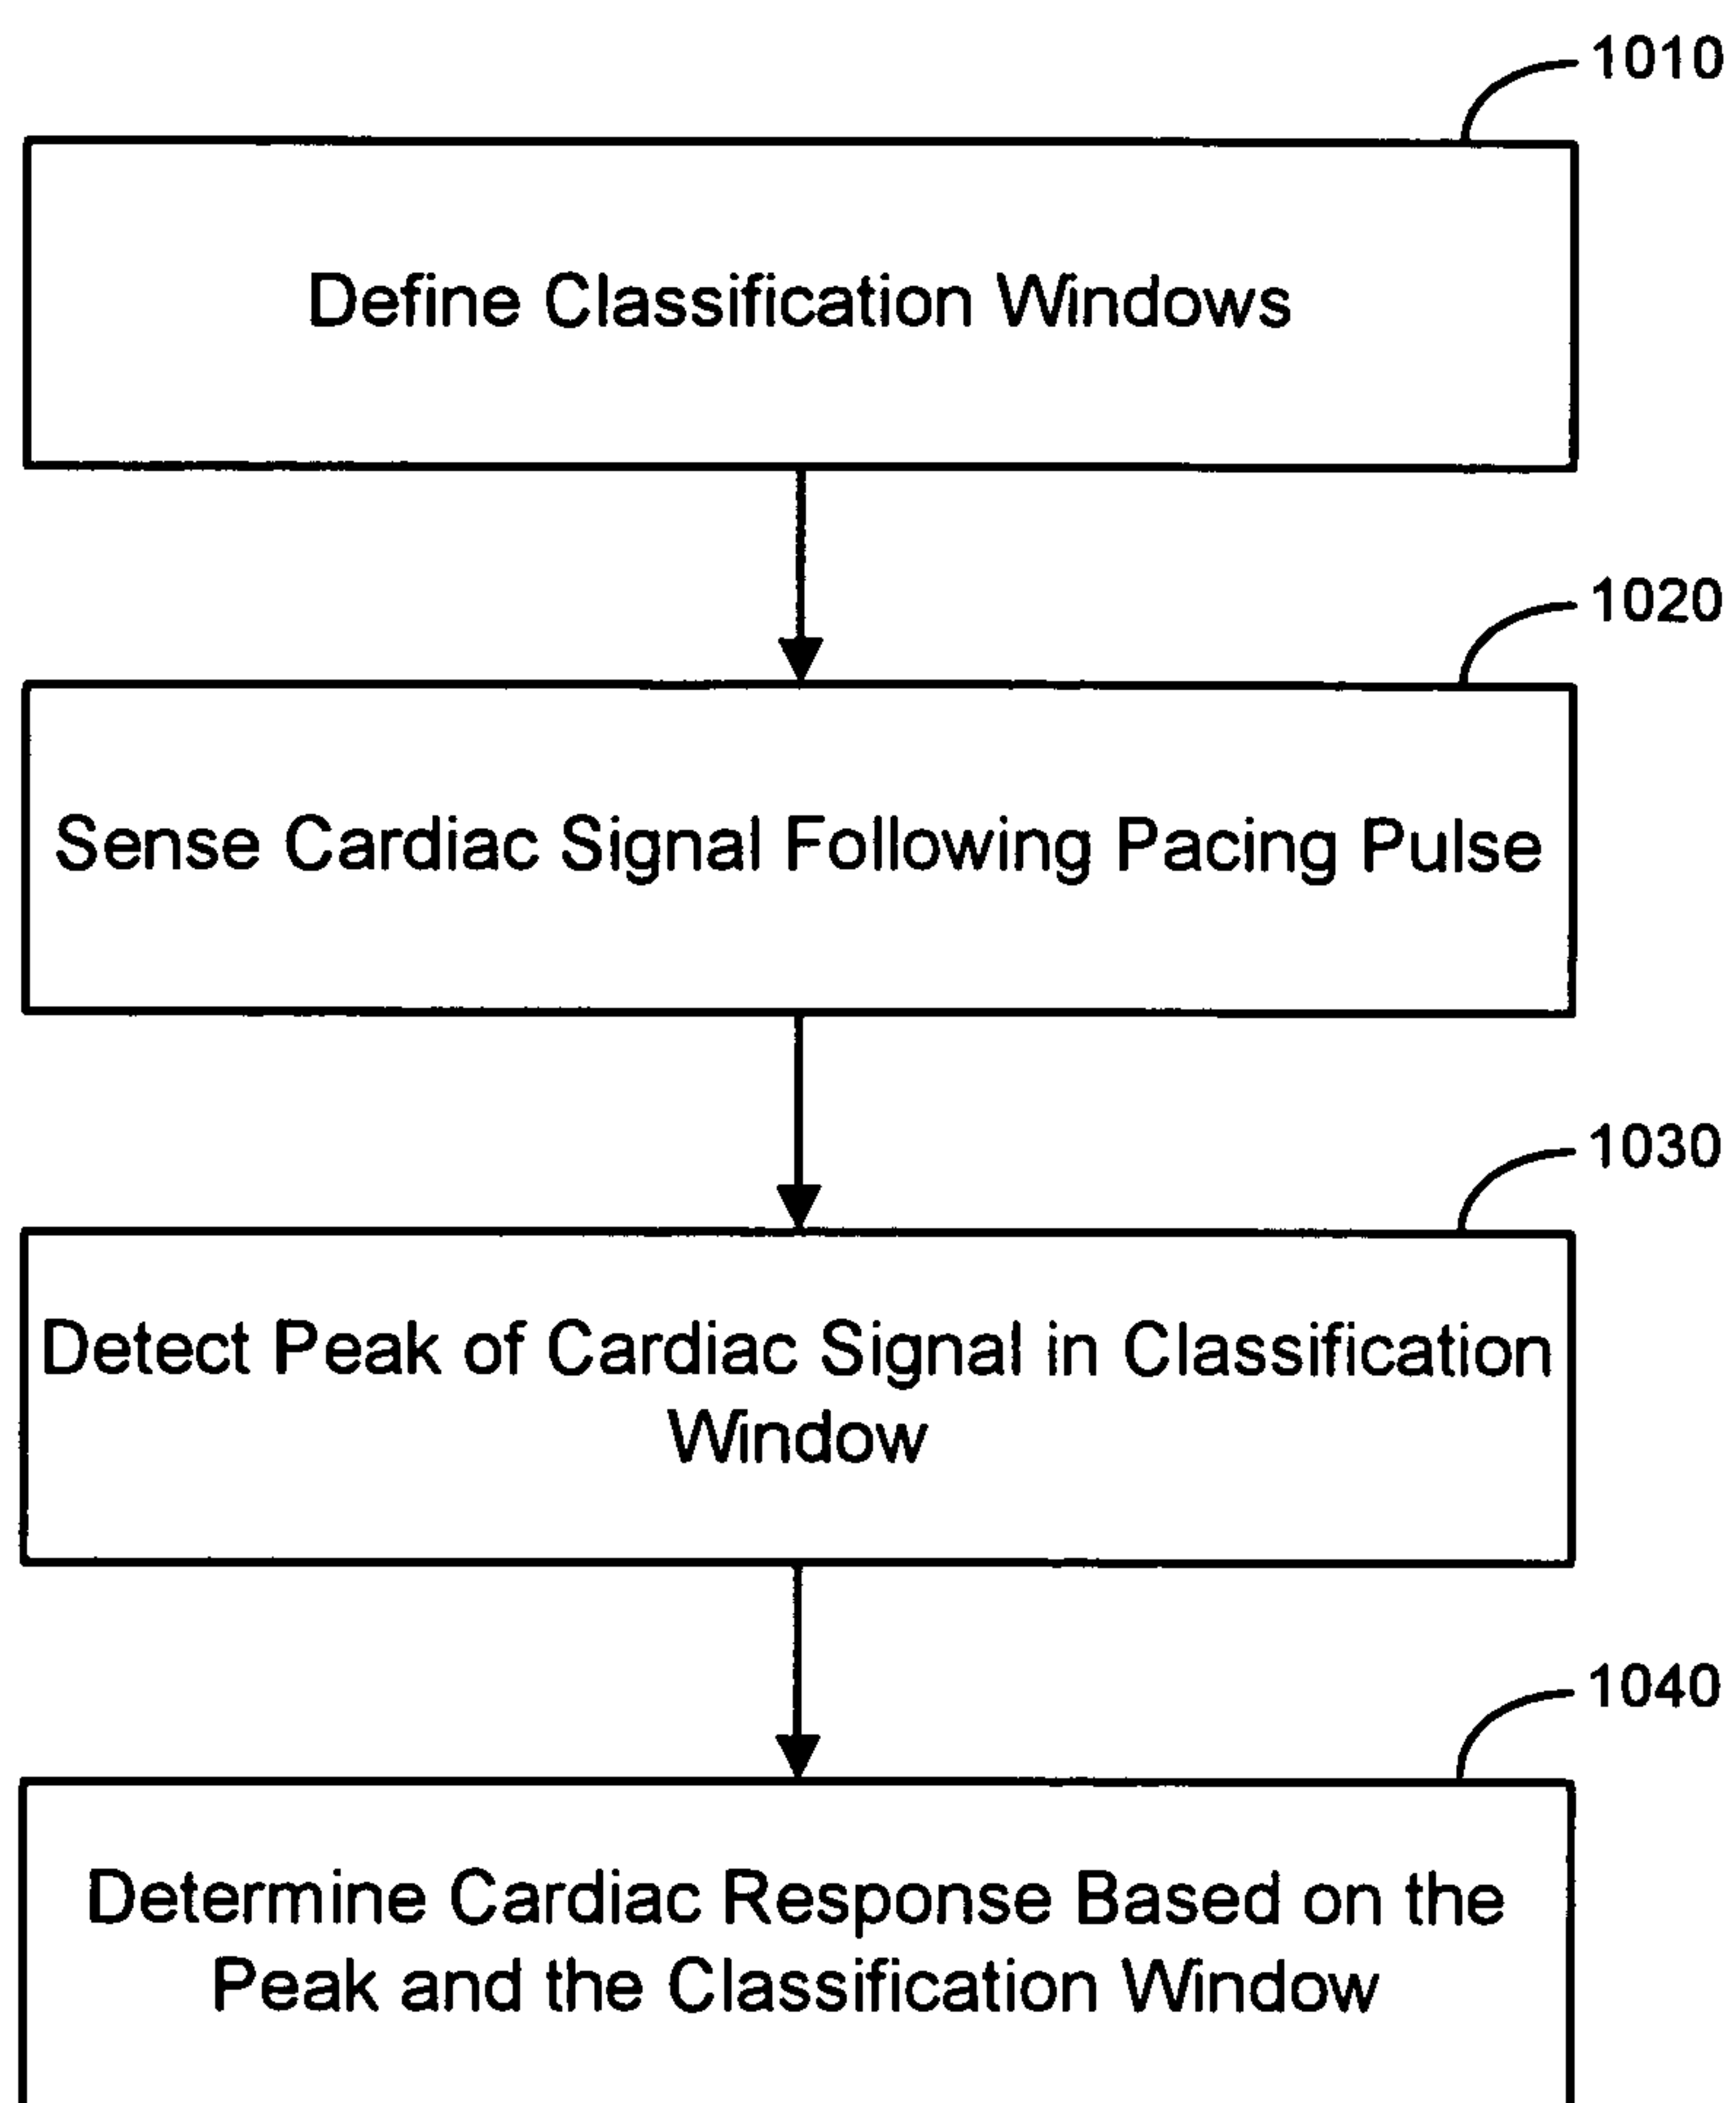 1010
Define Classification Windows
1020
Sense Cardiac Signal Following Pacing Pulse
1030
Detect Peak of Cardiac Signal in Classification
Window
1040
Determine Cardiac Response Based on the
Peak and the Classification Window